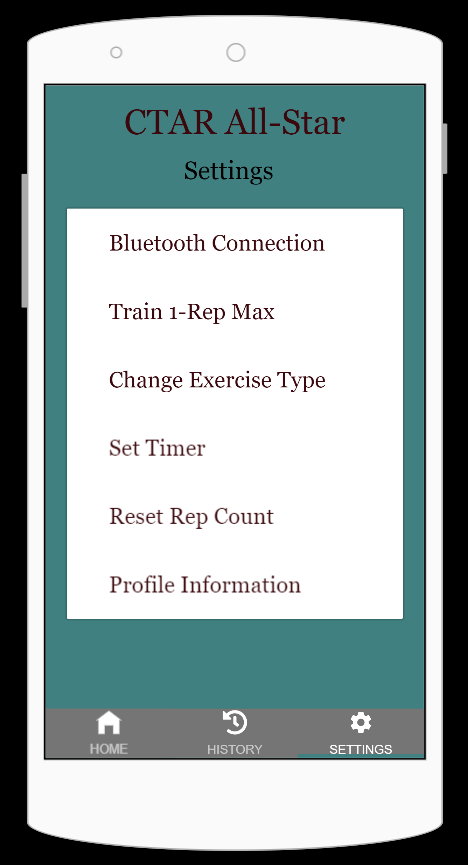 CTAR All-Star
Settings
Bluetooth Connection
Train 1-Rep Max
Change Exercise Type
Set Timer
Reset Rep Count
Profile Information
HOME HISTORY SETTINGS